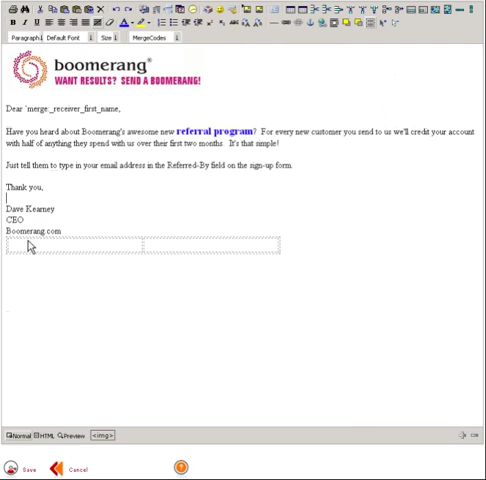 Paragraph Default Font Size MergeCodes
boomerang®
WANT RESULTS? SEND A BOOMERANG!
Dear `merge_receiver_first_name,
Have you heard about Boomerang's awesome new referral program? For every new customer you send to us we'll credit your account
with half of anything they spend with us over their first two months. It's that simple!
Just tell them to type in your email address in the Referred-By field on the sign-up form.
Thank you,
Dave Kearney
CEO
Boomerang.com
Normal HTML Preview <img>
Save Cancel